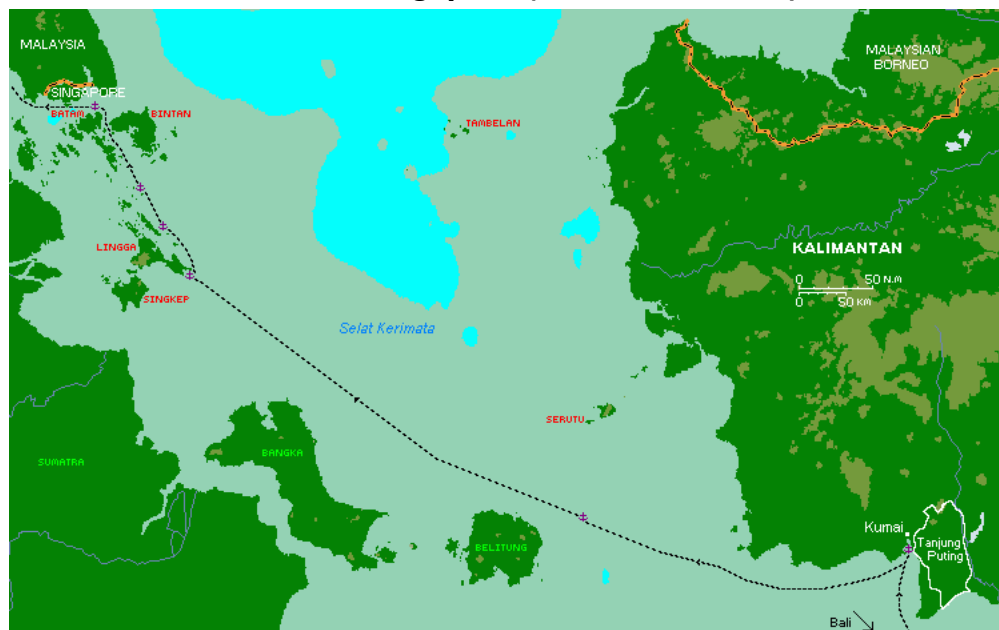 MALAYSIA
MALAYSIAN
BORNEO
SINGAPORE
BATAM
BINTAN
TAMBELAN
LINGGA
KALIMANTAN
0 50 N.M
0 50 KM
SINGKEP
Selat Kerimata
SERUTU
BANGKA
SUMATRA
Kumai
Tanjung
Puting
BELITUNG
Bali